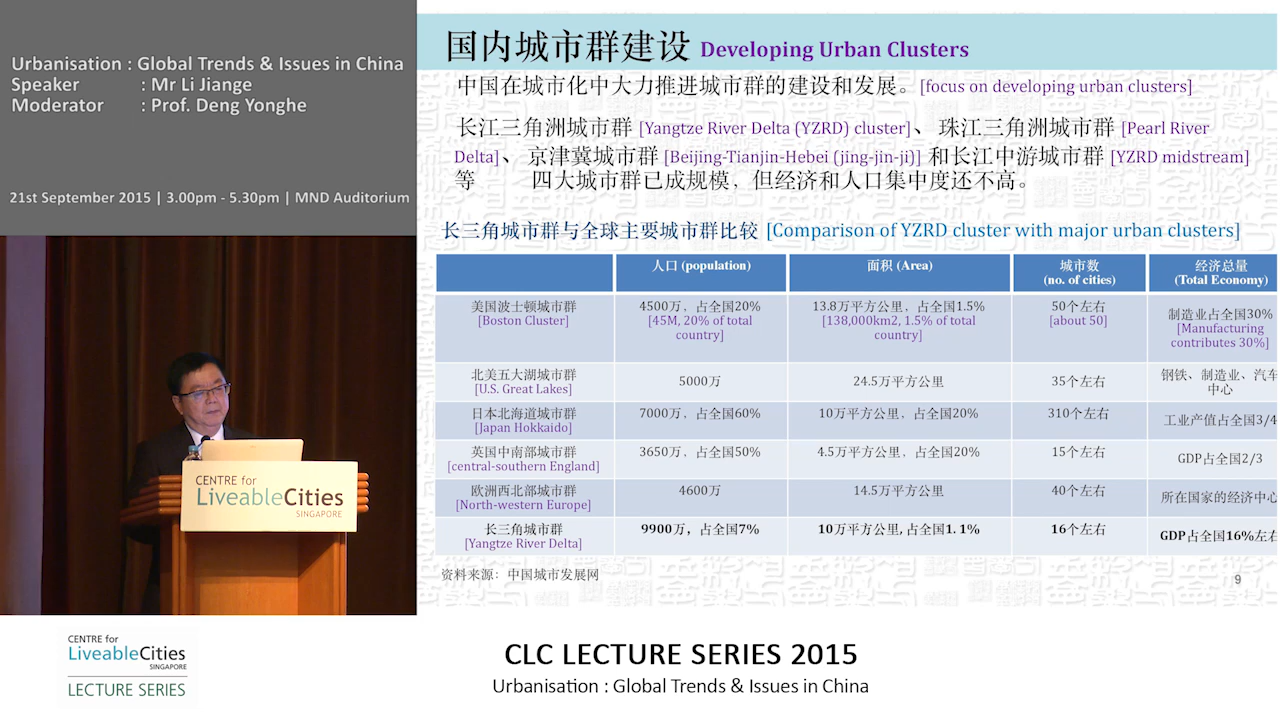 Urbanisation : Global Trends & Issues in China
Speaker : Mr Li Jiange
Moderator : Prof. Deng Yonghe
21st September 2015 | 3.00pm - 5.30pm | MND Auditorium
国内城市群建设 Developing Urban Clusters
中国在城市化中大力推进城市群的建设和发展。[focus on developing urban clusters]
长江三角洲城市群 [Yangtze River Delta (YZRD) cluster]、 珠江三角洲城市群 [Pearl River
Delta]、 京津冀城市群 [Beijing-Tianjin-Hebei (jing-jin-ji)] 和长江中游城市群 [YZRD midstream]
等 四大城市群已成规模，但经济和人口集中度还不高。
长三角城市群与全球主要城市群比较 [Comparison of YZRD cluster with major urban clusters]
人口 (population) 面积 (Area) 城市数 经济总量
(no. of cities) (Total Economy)
美国波士顿城市群 4500万，占全国20% 13.8万平方公里，占全国1.5% 50个左右 制造业占全国30%
[Boston Cluster] [45M, 20% of total [138,000km2, 1.5% of total [about 50] [Manufacturing
country] country] contributes 30%]
北美五大湖城市群 5000万 24.5万平方公里 35个左右 钢铁、制造业、汽车
[U.S. Great Lakes] 中心
日本北海道城市群 7000万，占全国60% 10万平方公里，占全国20% 310个左右 工业产值占全国3/4
[Japan Hokkaido]
英国中南部城市群 3650万，占全国50% 4.5万平方公里，占全国20% 15个左右 GDP占全国2/3
[central-southern England]
欧洲西北部城市群 4600万 14.5万平方公里 40个左右 所在国家的经济中心
[North-western Europe]
长三角城市群 9900万，占全国7% 10万平方公里,占全国1.1% 16个左右 GDP占全国16%左右
[Yangtze River Delta]
资料来源：中国城市发展网
9
CENTRE for
LiveableCities
SINGAPORE
CENTRE for
LiveableCities
SINGAPORE
LECTURE SERIES
CLC LECTURE SERIES 2015
Urbanisation : Global Trends & Issues in China